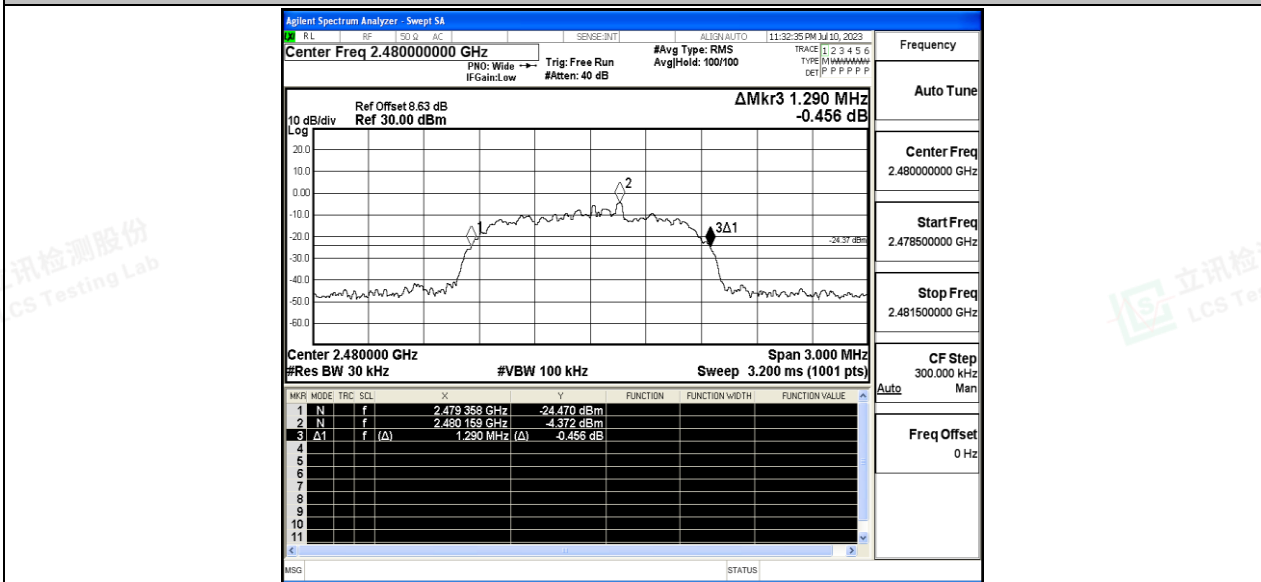 Agilent Spectrum Analyzer - Swept SA
RL RF 50 Ω AC SENSE:INT ALIGN AUTO 11:32:35 PM Jul 10, 2023
Center Freq 2.480000000 GHz
PNO: Wide
IFGain:Low
Trig: Free Run
#Atten: 40 dB
#Avg Type: RMS
Avg|Hold: 100/100
TRACE 1 2 3 4 5 6
TYPE M
DET P P P P P P
Ref Offset 8.63 dB
10 dB/div Ref 30.00 dBm
Log
ΔMkr3 1.290 MHz
-0.456 dB
20.0
10.0
0.00
-10.0
-20.0
-30.0
-40.0
-50.0
-60.0
1
2
3Δ1
-24.37 dBm
Center 2.480000 GHz Span 3.000 MHz
#Res BW 30 kHz #VBW 100 kHz Sweep 3.200 ms (1001 pts)
MKR MODE TRC SCL X Y FUNCTION FUNCTION WIDTH FUNCTION VALUE
1 N f 2.479 358 GHz -24.470 dBm
2 N f 2.480 159 GHz -4.372 dBm
3 Δ1 f (Δ) 1.290 MHz (Δ) -0.456 dB
4
5
6
7
8
9
10
11
MSG STATUS
Frequency
Auto Tune
Center Freq
2.480000000 GHz
Start Freq
2.478500000 GHz
Stop Freq
2.481500000 GHz
CF Step
300.000 kHz
Auto Man
Freq Offset
0 Hz
讯检测股份
LCS Testing Lab
立讯检
LCS Te